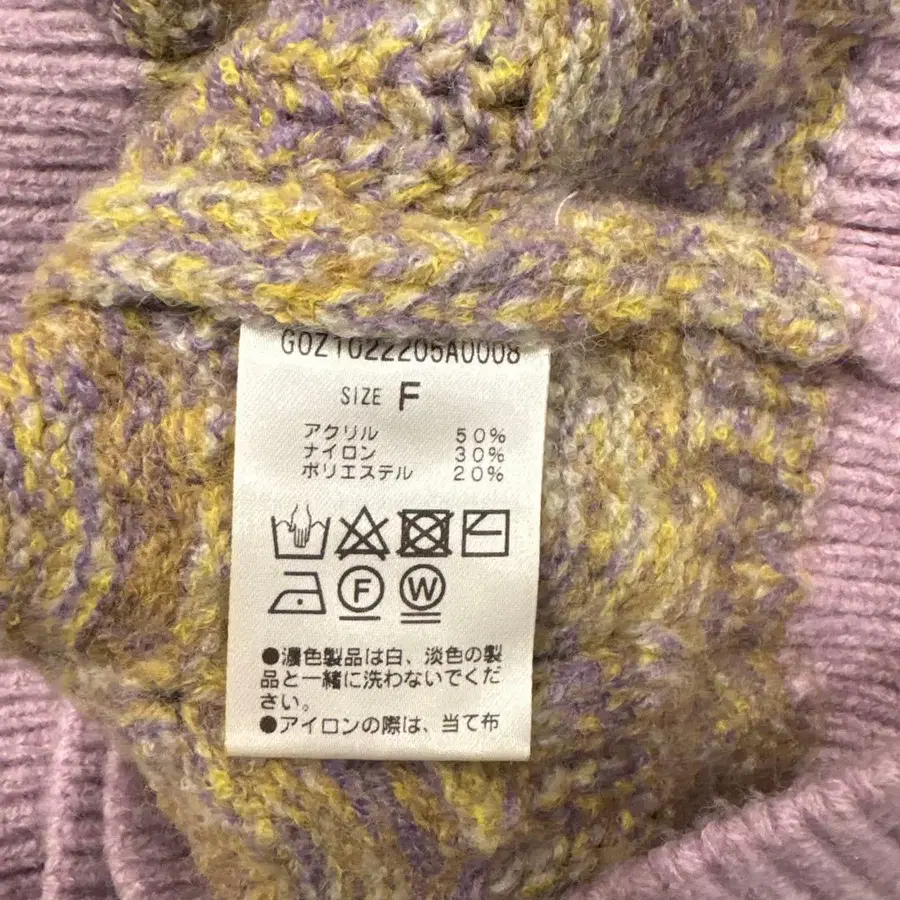 G0Z1022206A0008
SIZE F
アクリル 50%
ナイロン 30%
ポリエステル 20%
F W
●濃色製品は白、淡色の製
品と一緒に洗わないでくだ
さい。
●アイロンの際は、当て布